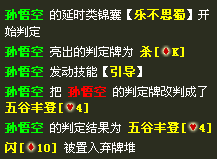 孙悟空 的延时类锦囊【乐不思蜀】开
始判定
孙悟空 亮出的判定牌为 杀[♦K]
孙悟空 发动技能【引导】
孙悟空 把 孙悟空 的判定牌改判成了
五谷丰登[♥4]
孙悟空 的判定结果为 五谷丰登[♥4]
闪[♦10] 被置入弃牌堆